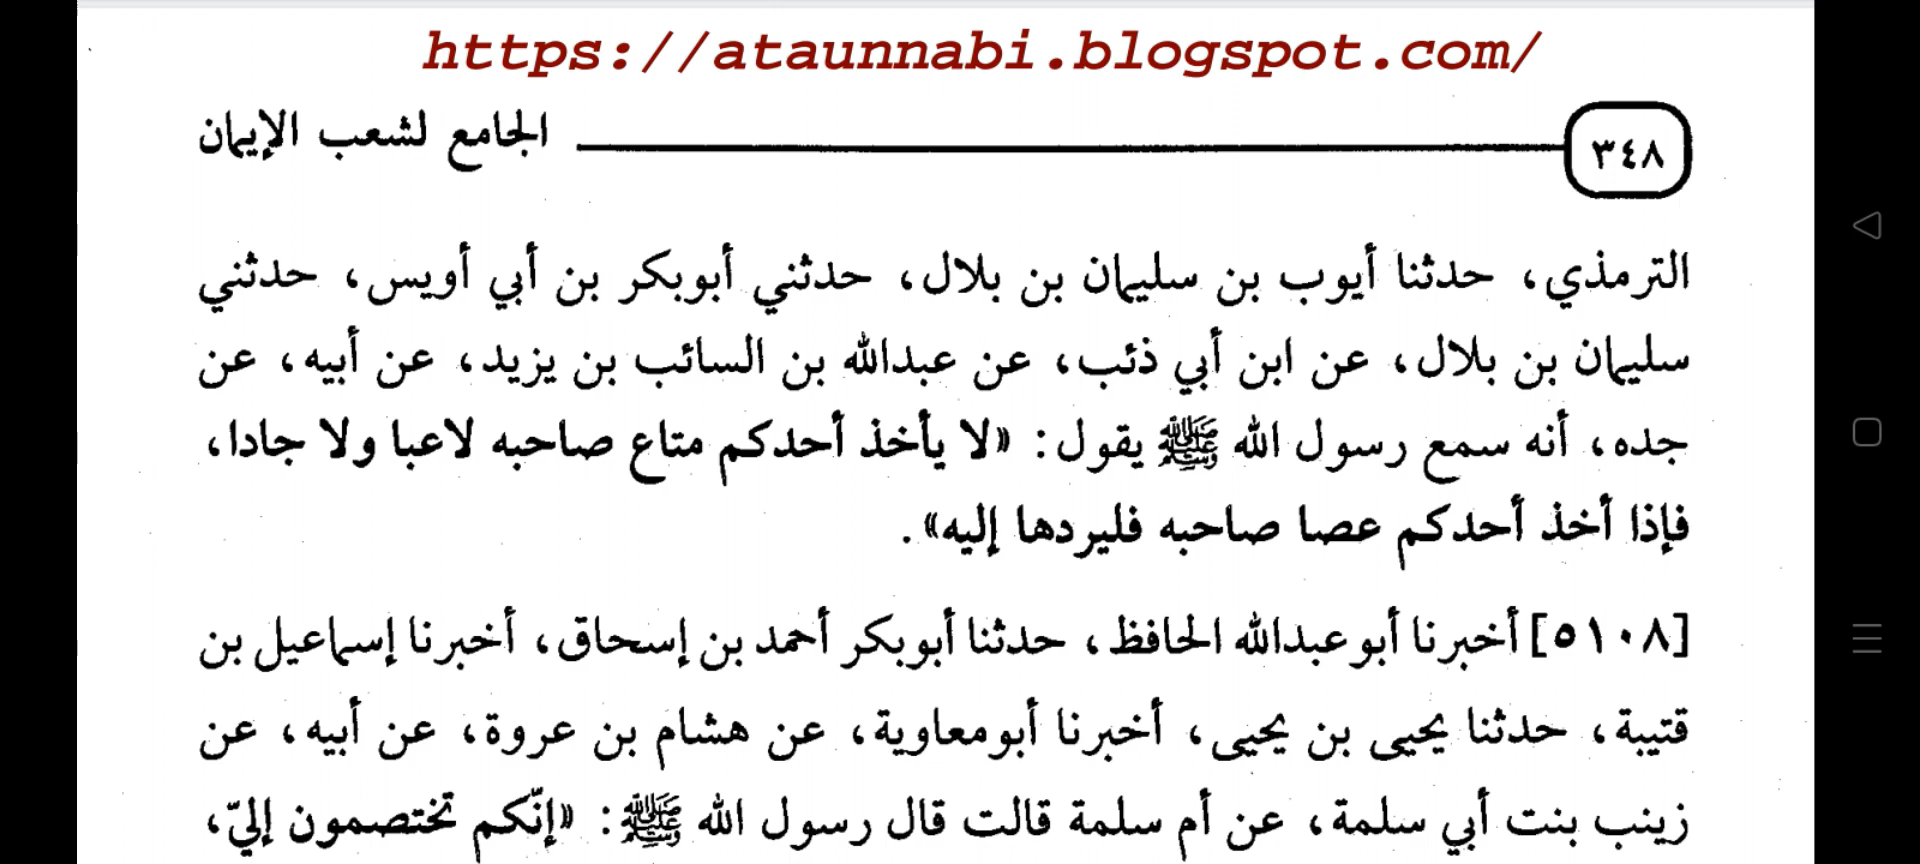 https://ataunnabi.blogspot.com/
٣٤٨ الجامع لشعب الإيمان
الترمذي، حدثنا أيوب بن سليمان بن بلال، حدثني أبوبكر بن أبي أويس، حدثني
سليمان بن بلال، عن ابن أبي ذئب، عن عبدالله بن السائب بن يزيد، عن أبيه، عن
جده، أنه سمع رسول الله ﷺ يقول: «لا يأخذ أحدكم متاع صاحبه لاعبا ولا جادا،
فإذا أخذ أحدكم عصا صاحبه فليردها إليه».
[٥١٠٨] أخبرنا أبوعبدالله الحافظ، حدثنا أبوبكر أحمد بن إسحاق، أخبرنا إسماعيل بن
قتيبة، حدثنا يحيى بن يحيى، أخبرنا أبومعاوية، عن هشام بن عروة، عن أبيه، عن
زينب بنت أبي سلمة، عن أم سلمة قالت قال رسول الله ﷺ: «إنّكم تختصمون إليّ،